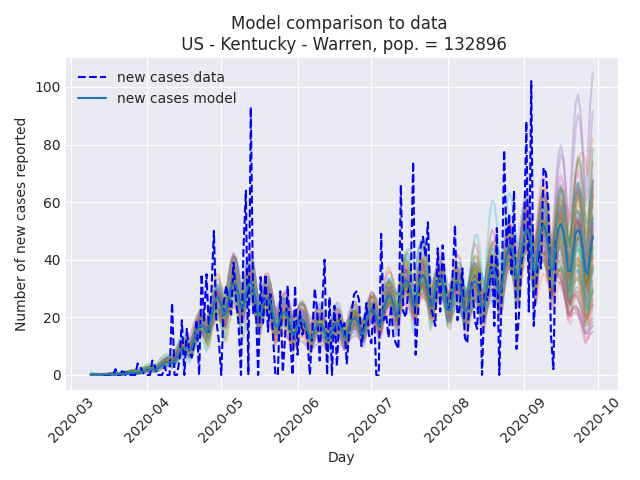 Model comparison to data
US - Kentucky - Warren, pop. = 132896
new cases data
new cases model
Number of new cases reported
100
80
60
40
20
0
2020-03
2020-04
2020-05
2020-06
2020-07
2020-08
2020-09
2020-10
Day